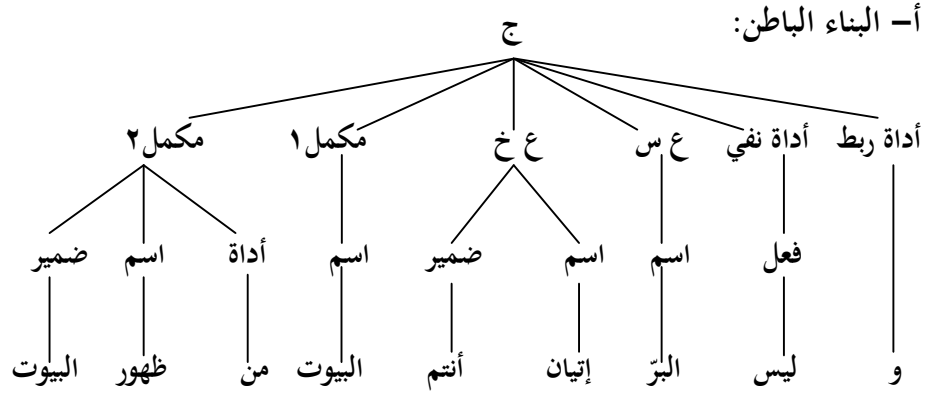 أ– البناء الباطن:
ج
أداة ربط أداة نفي ع س ع خ مكمل١ مكمل٢
فعل اسم اسم ضمير اسم أداة اسم ضمير
و ليس البرّ إتيان أنتم البيوت من ظهور البيوت